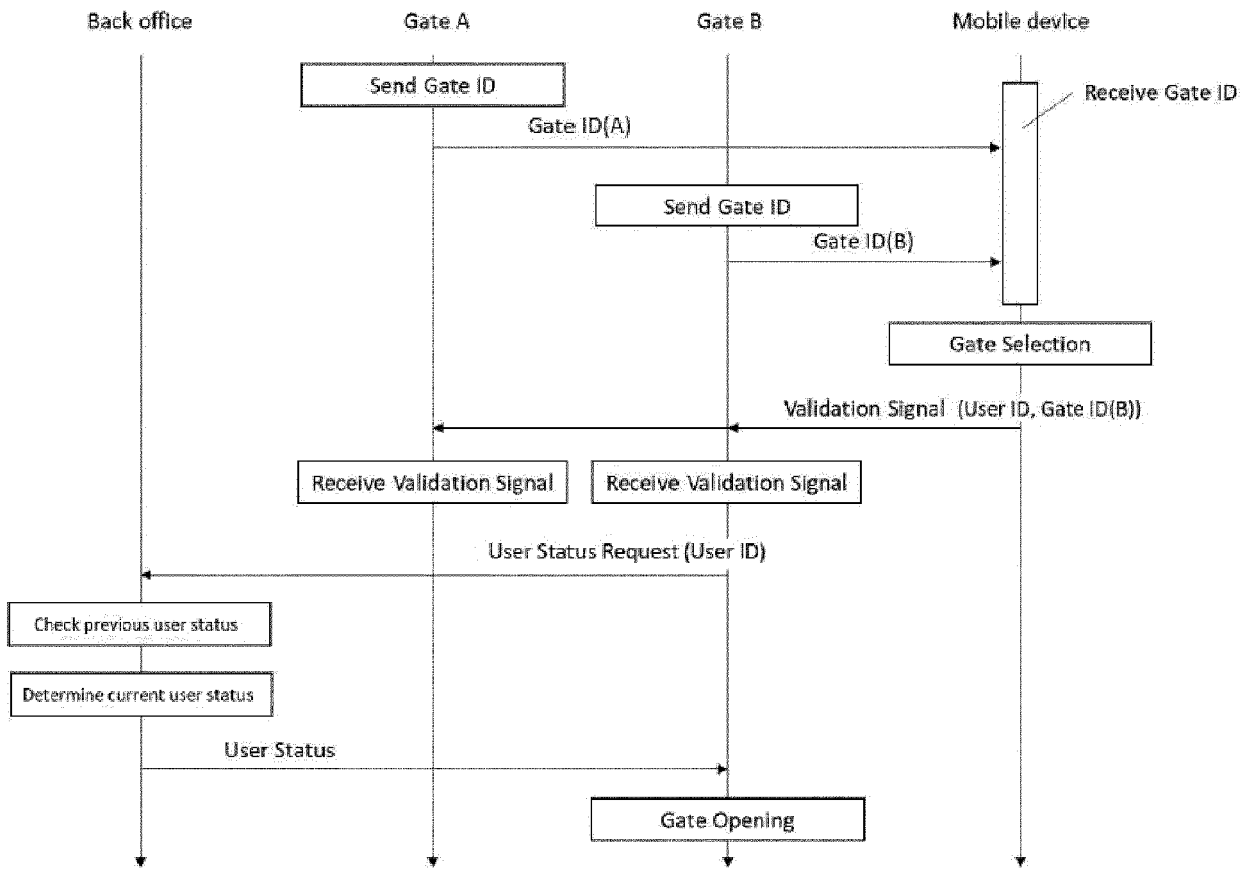 Back office
Gate A
Gate B
Mobile device
Send Gate ID
Receive Gate ID
Gate ID(A)
Send Gate ID
Gate ID(B)
Gate Selection
Validation Signal (User ID, Gate ID(B))
Receive Validation Signal
Receive Validation Signal
User Status Request (User ID)
Check previous user status
Determine current user status
User Status
Gate Opening